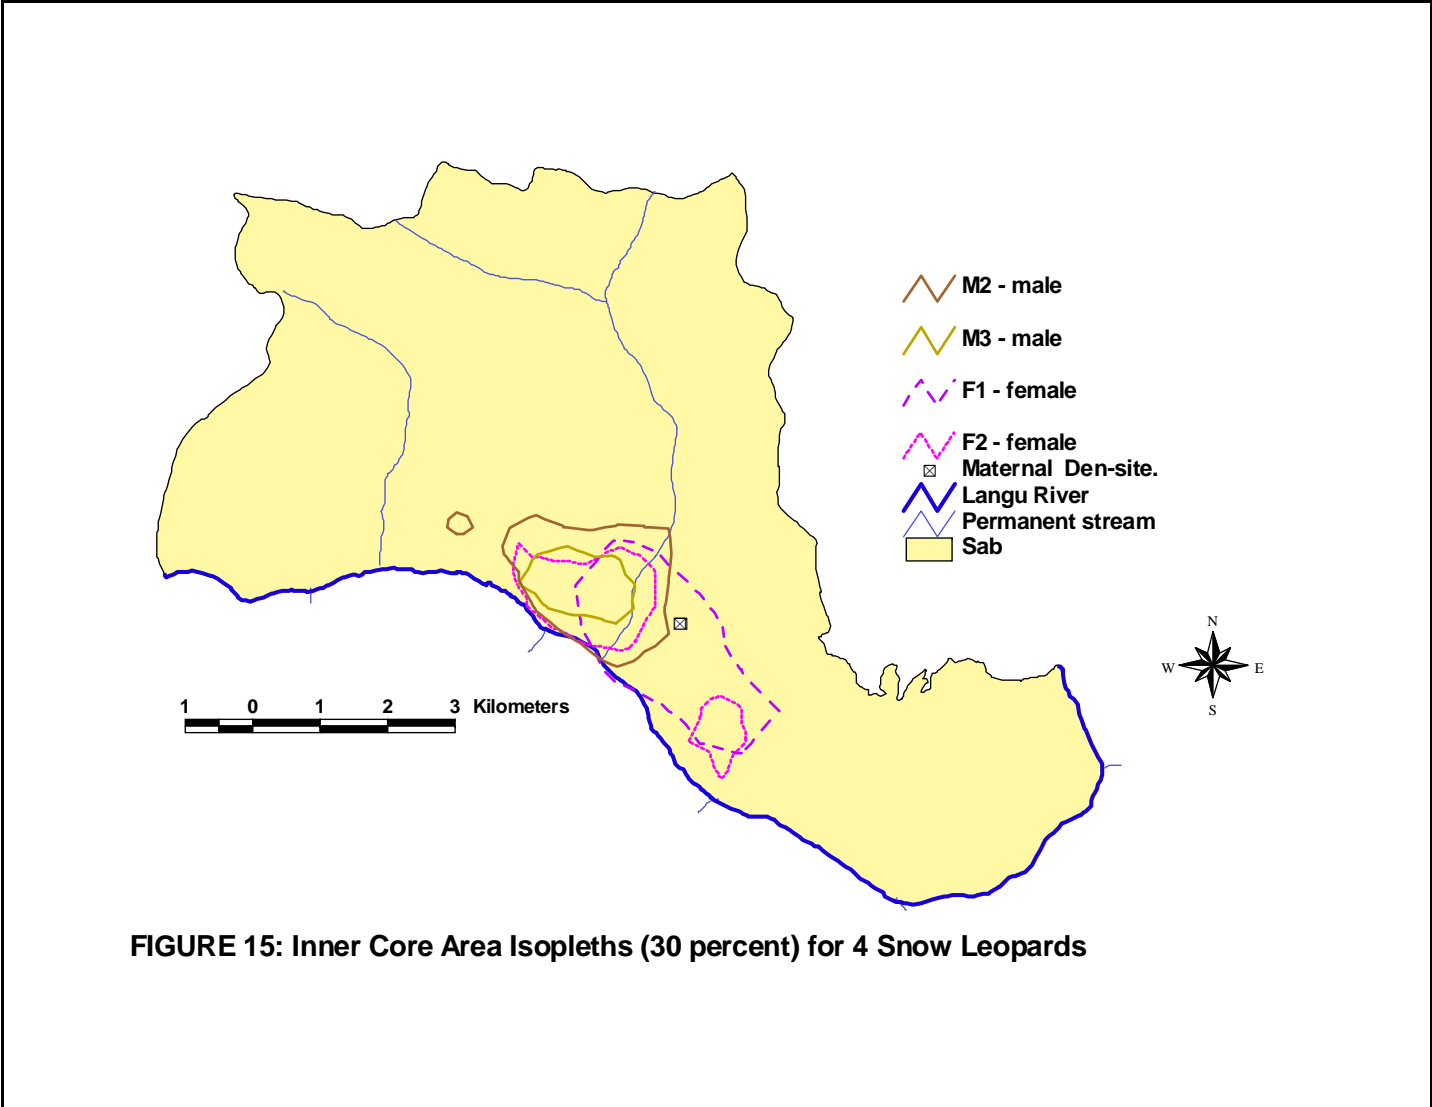 M2 - male
M3 - male
F1 - female
F2 - female
Maternal Den-site.
Langu River
Permanent stream
Sab
N
W E
S
1 0 1 2 3 Kilometers
FIGURE 15: Inner Core Area Isopleths (30 percent) for 4 Snow Leopards